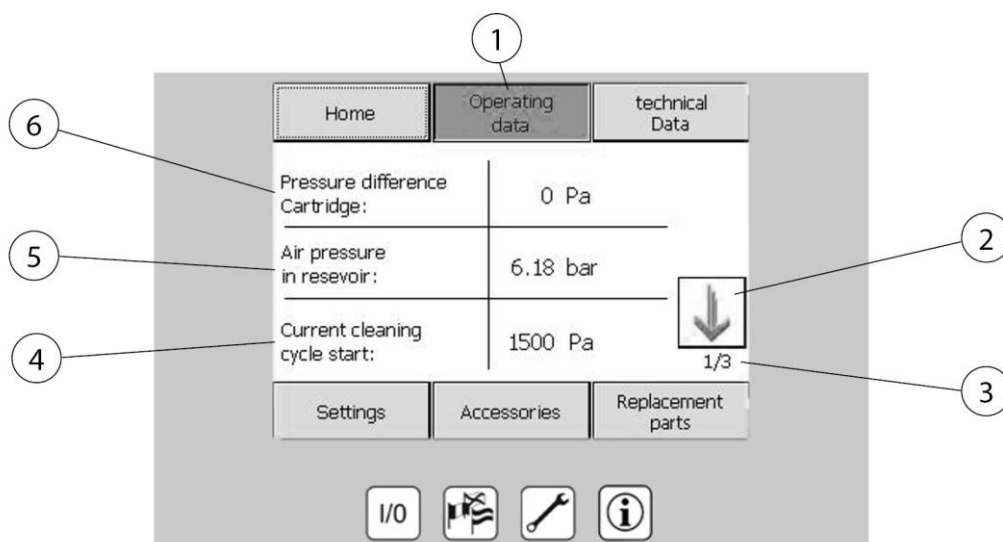 1
Home
Operating
data
technical
Data
6
Pressure difference
Cartridge:
0 Pa
5
Air pressure
in resevoir:
6.18 bar
2
4
Current cleaning
cycle start:
1500 Pa
1/3
3
Settings
Accessories
Replacement
parts
I/0
i